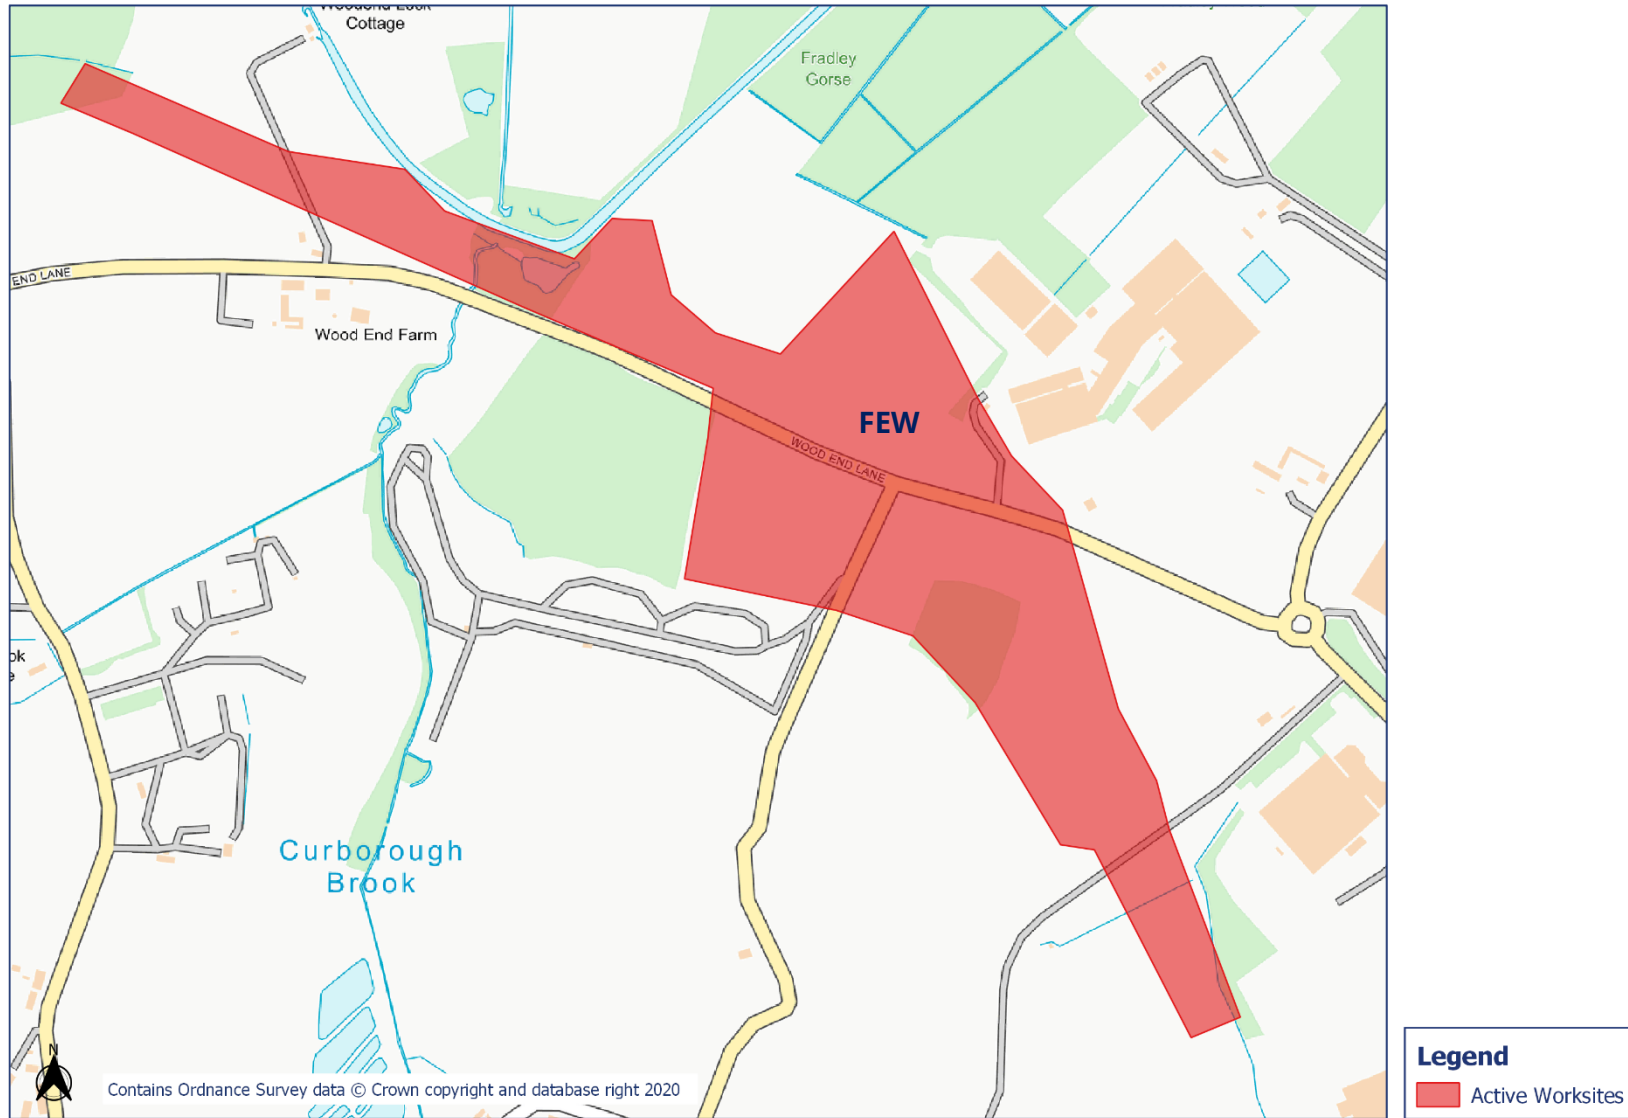 Cottage
Fradley
Gorse
END LANE
Wood End Farm
FEW
WOOD END LANE
Curborough
Brook
N
Contains Ordnance Survey data © Crown copyright and database right 2020
Legend
Active Worksites